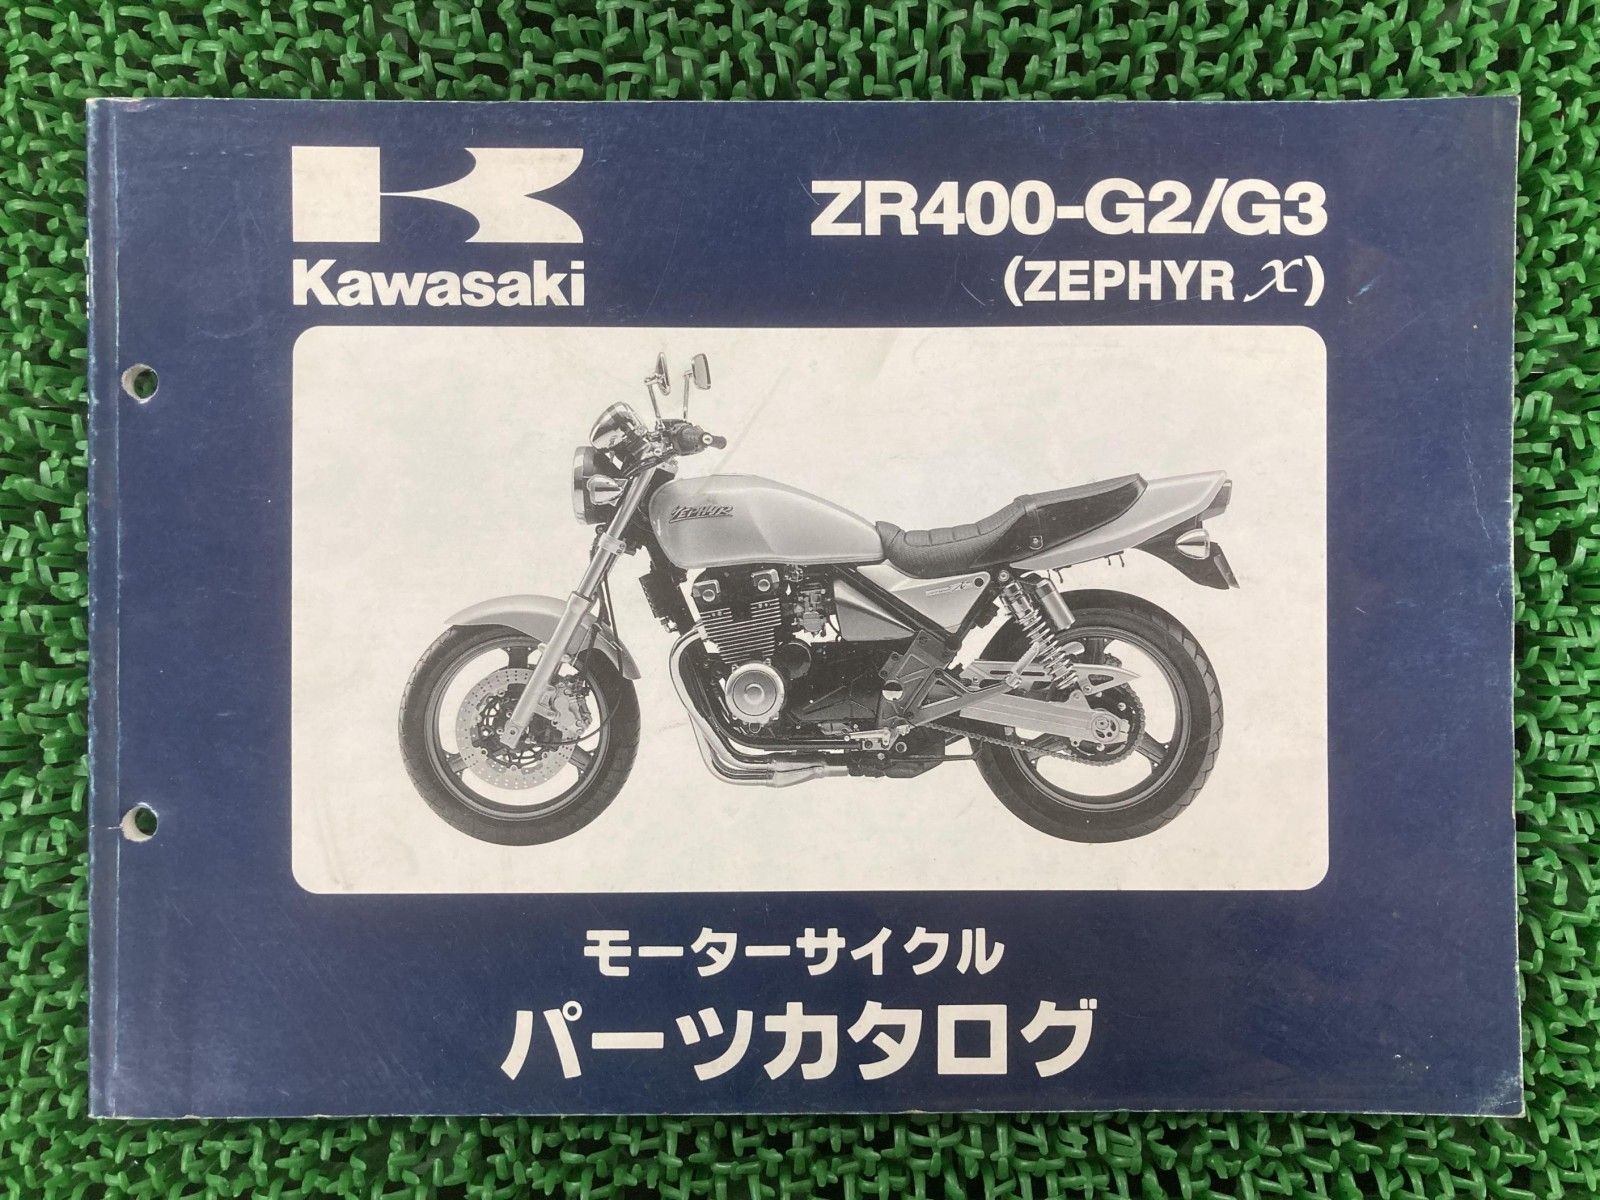 Kawasaki
ZR400-G2/G3
(ZEPHYR χ)
ZEPHYR
モーターサイクル
パーツカタログ